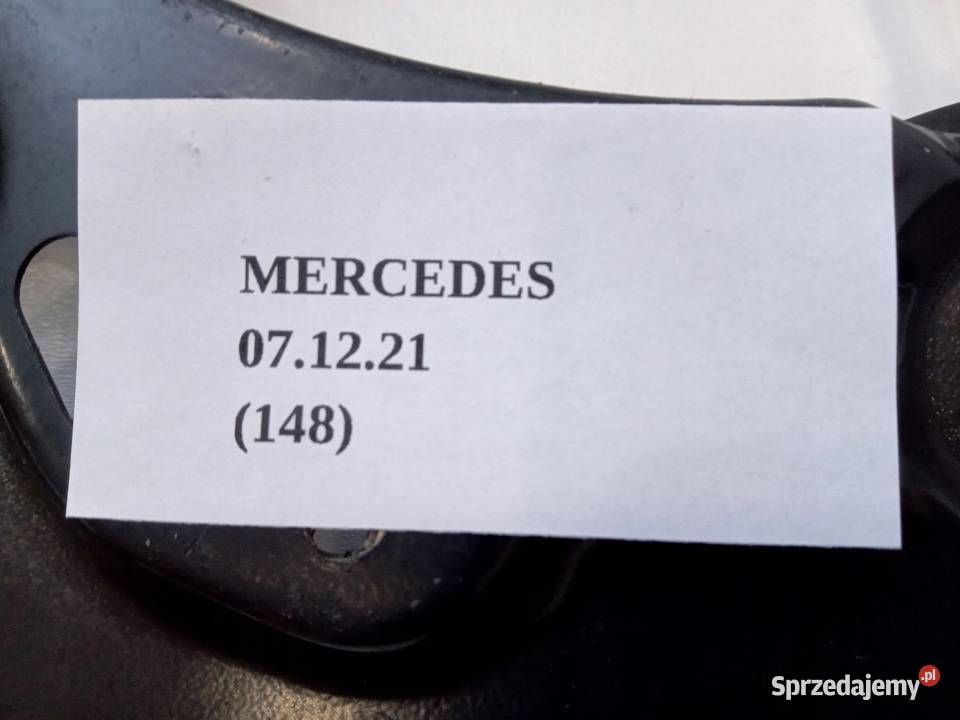 MERCEDES
07.12.21
(148)
Sprzedajemy.pl